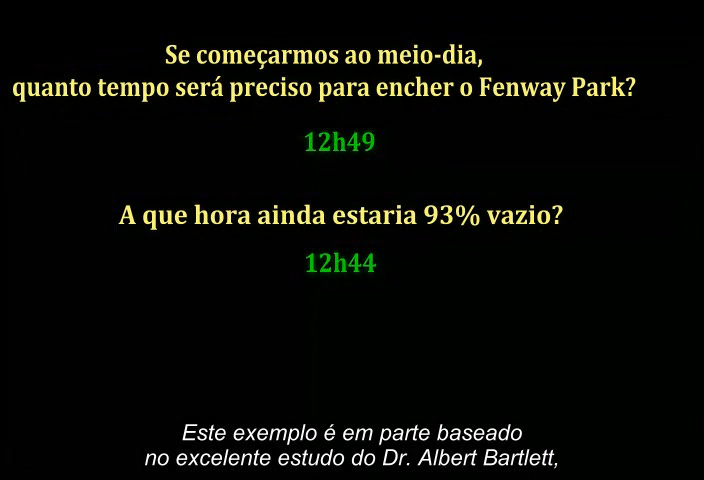 Se começarmos ao meio-dia,
quanto tempo será preciso para encher o Fenway Park?
12h49
A que hora ainda estaria 93% vazio?
12h44
Este exemplo é em parte baseado
no excelente estudo do Dr. Albert Bartlett,